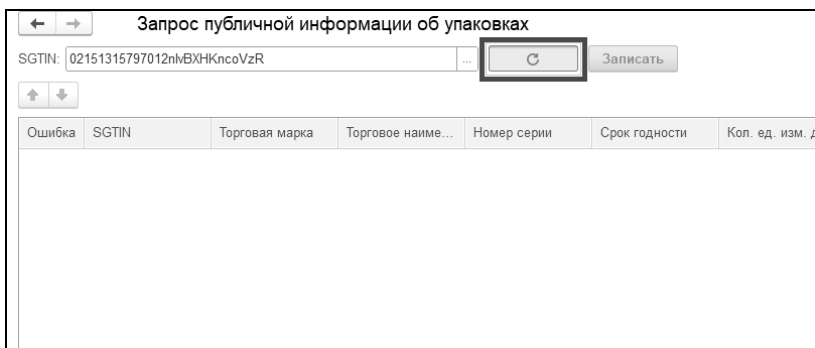 Запрос публичной информации об упаковках
SGTIN: 02151315797012nlvBXHKncoVzR ... Записать
Ошибка SGTIN Торговая марка Торговое наиме... Номер серии Срок годности Кол. ед. изм. д